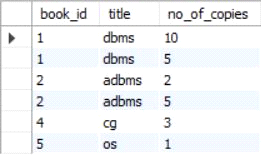 book_id title no_of_copies
1 dbms 10
1 dbms 5
2 adbms 2
2 adbms 5
4 cg 3
5 os 1